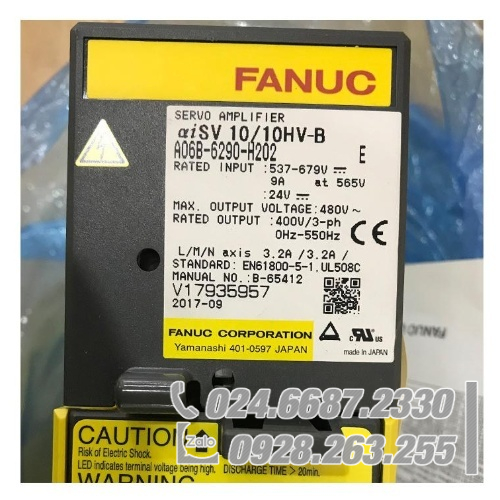 FANUC
SERVO AMPLIFIER
αiSV 10/10HV-B
A06B-6290-H202 E
RATED INPUT :537-679V
9A at 565V
:24V
MAX. OUTPUT VOLTAGE:480V~
RATED OUTPUT :400V/3-ph
0Hz-550Hz
CE
L/M/N axis 3.2A /3.2A /
STANDARD: EN61800-5-1.UL508C
MANUAL NO.:B-65412
V17935957
2017-09
c RU us
FANUC CORPORATION
Yamanashi 401-0597 JAPAN
made in JAPAN
024.6687.2330
Zalo 0928.263.255
CAUTION
Risk of Electric Shock.
LED indicates terminal voltage being high. DISCHARGE TIME > 20min.
WARNING